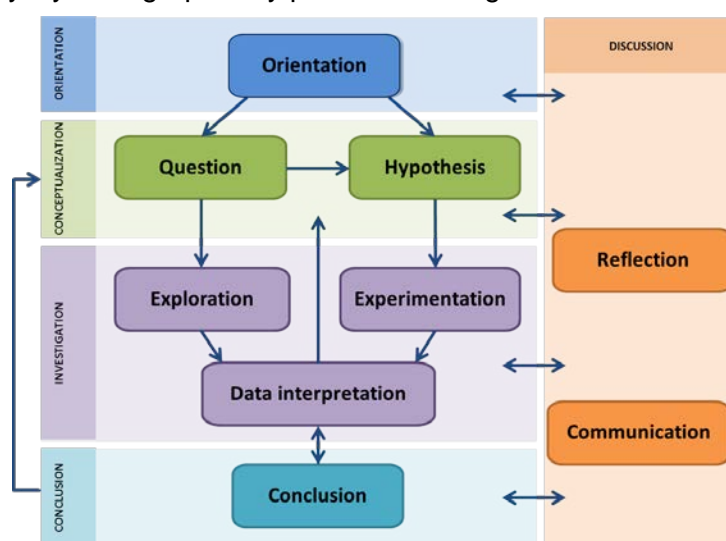 DISCUSSION
ORIENTATION
Orientation
CONCEPTUALIZATION
Question
Hypothesis
Reflection
INVESTIGATION
Exploration
Experimentation
Data interpretation
Communication
CONCLUSION
Conclusion